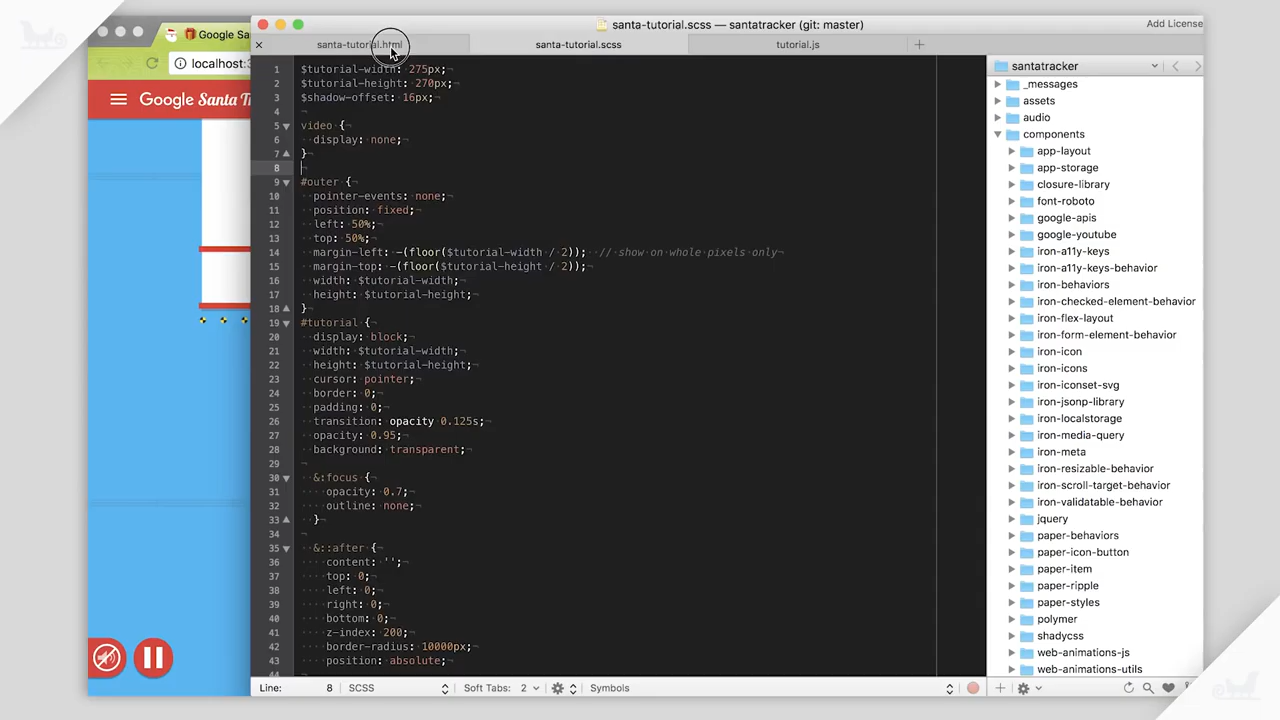 santa-tutorial.scss — santatracker (git: master)
Add License
Google Sa
santa-tutorial.html
santa-tutorial.scss
tutorial.js
localhost:
Google Santa T
1 $tutorial-width: 275px;
2 $tutorial-height: 270px;
3 $shadow-offset: 16px;
4
5 video {
6 display: none;
7 }
8
9 #outer {
10 pointer-events: none;
11 position: fixed;
12 left: 50%;
13 top: 50%;
14 margin-left: -(floor($tutorial-width / 2)); // show on whole pixels only
15 margin-top: -(floor($tutorial-height / 2));
16 width: $tutorial-width;
17 height: $tutorial-height;
18 }
19 #tutorial {
20 display: block;
21 width: $tutorial-width;
22 height: $tutorial-height;
23 cursor: pointer;
24 border: 0;
25 padding: 0;
26 transition: opacity 0.125s;
27 opacity: 0.95;
28 background: transparent;
29
30 &:focus {
31 opacity: 0.7;
32 outline: none;
33 }
34
35 &::after {
36 content: '';
37 top: 0;
38 left: 0;
39 right: 0;
40 bottom: 0;
41 z-index: 200;
42 border-radius: 10000px;
43 position: absolute;
santatracker
_messages
assets
audio
components
app-layout
app-storage
closure-library
font-roboto
google-apis
google-youtube
iron-a11y-keys
iron-a11y-keys-behavior
iron-behaviors
iron-checked-element-behavior
iron-flex-layout
iron-form-element-behavior
iron-icon
iron-icons
iron-iconset-svg
iron-jsonp-library
iron-localstorage
iron-media-query
iron-meta
iron-resizable-behavior
iron-scroll-target-behavior
iron-validatable-behavior
jquery
paper-behaviors
paper-icon-button
paper-item
paper-ripple
paper-styles
polymer
shadycss
web-animations-js
web-animations-utils
Line: 8
SCSS
Soft Tabs: 2
Symbols